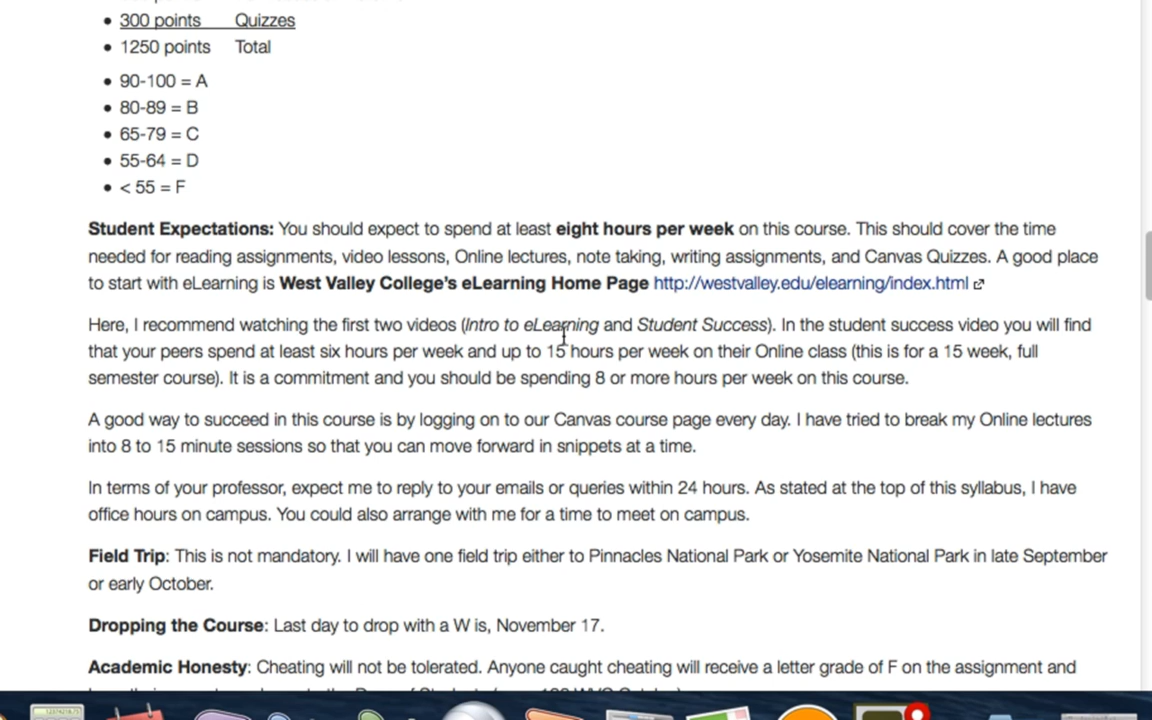 300 points Quizzes
1250 points Total
90-100 = A
80-89 = B
65-79 = C
55-64 = D
< 55 = F
Student Expectations: You should expect to spend at least eight hours per week on this course. This should cover the time
needed for reading assignments, video lessons, Online lectures, note taking, writing assignments, and Canvas Quizzes. A good place
to start with eLearning is West Valley College's eLearning Home Page http://westvalley.edu/elearning/index.html
Here, I recommend watching the first two videos (Intro to eLearning and Student Success). In the student success video you will find
that your peers spend at least six hours per week and up to 15 hours per week on their Online class (this is for a 15 week, full
semester course). It is a commitment and you should be spending 8 or more hours per week on this course.
A good way to succeed in this course is by logging on to our Canvas course page every day. I have tried to break my Online lectures
into 8 to 15 minute sessions so that you can move forward in snippets at a time.
In terms of your professor, expect me to reply to your emails or queries within 24 hours. As stated at the top of this syllabus, I have
office hours on campus. You could also arrange with me for a time to meet on campus.
Field Trip: This is not mandatory. I will have one field trip either to Pinnacles National Park or Yosemite National Park in late September
or early October.
Dropping the Course: Last day to drop with a W is, November 17.
Academic Honesty: Cheating will not be tolerated. Anyone caught cheating will receive a letter grade of F on the assignment and